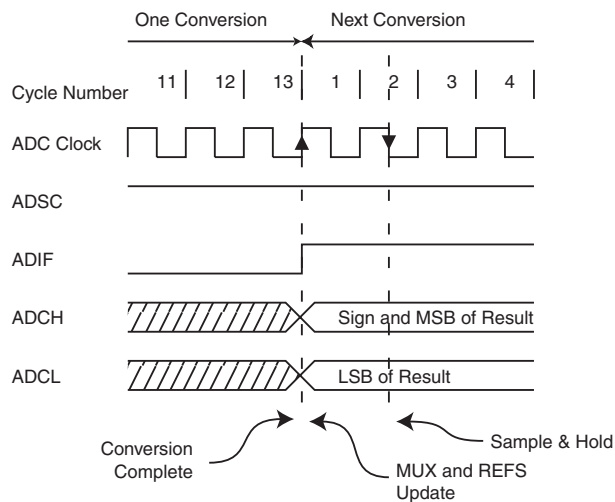 One Conversion Next Conversion
Cycle Number 11 12 13 1 2 3 4
ADC Clock
ADSC
ADIF
ADCH Sign and MSB of Result
ADCL LSB of Result
Conversion
Complete
MUX and REFS
Update
Sample & Hold